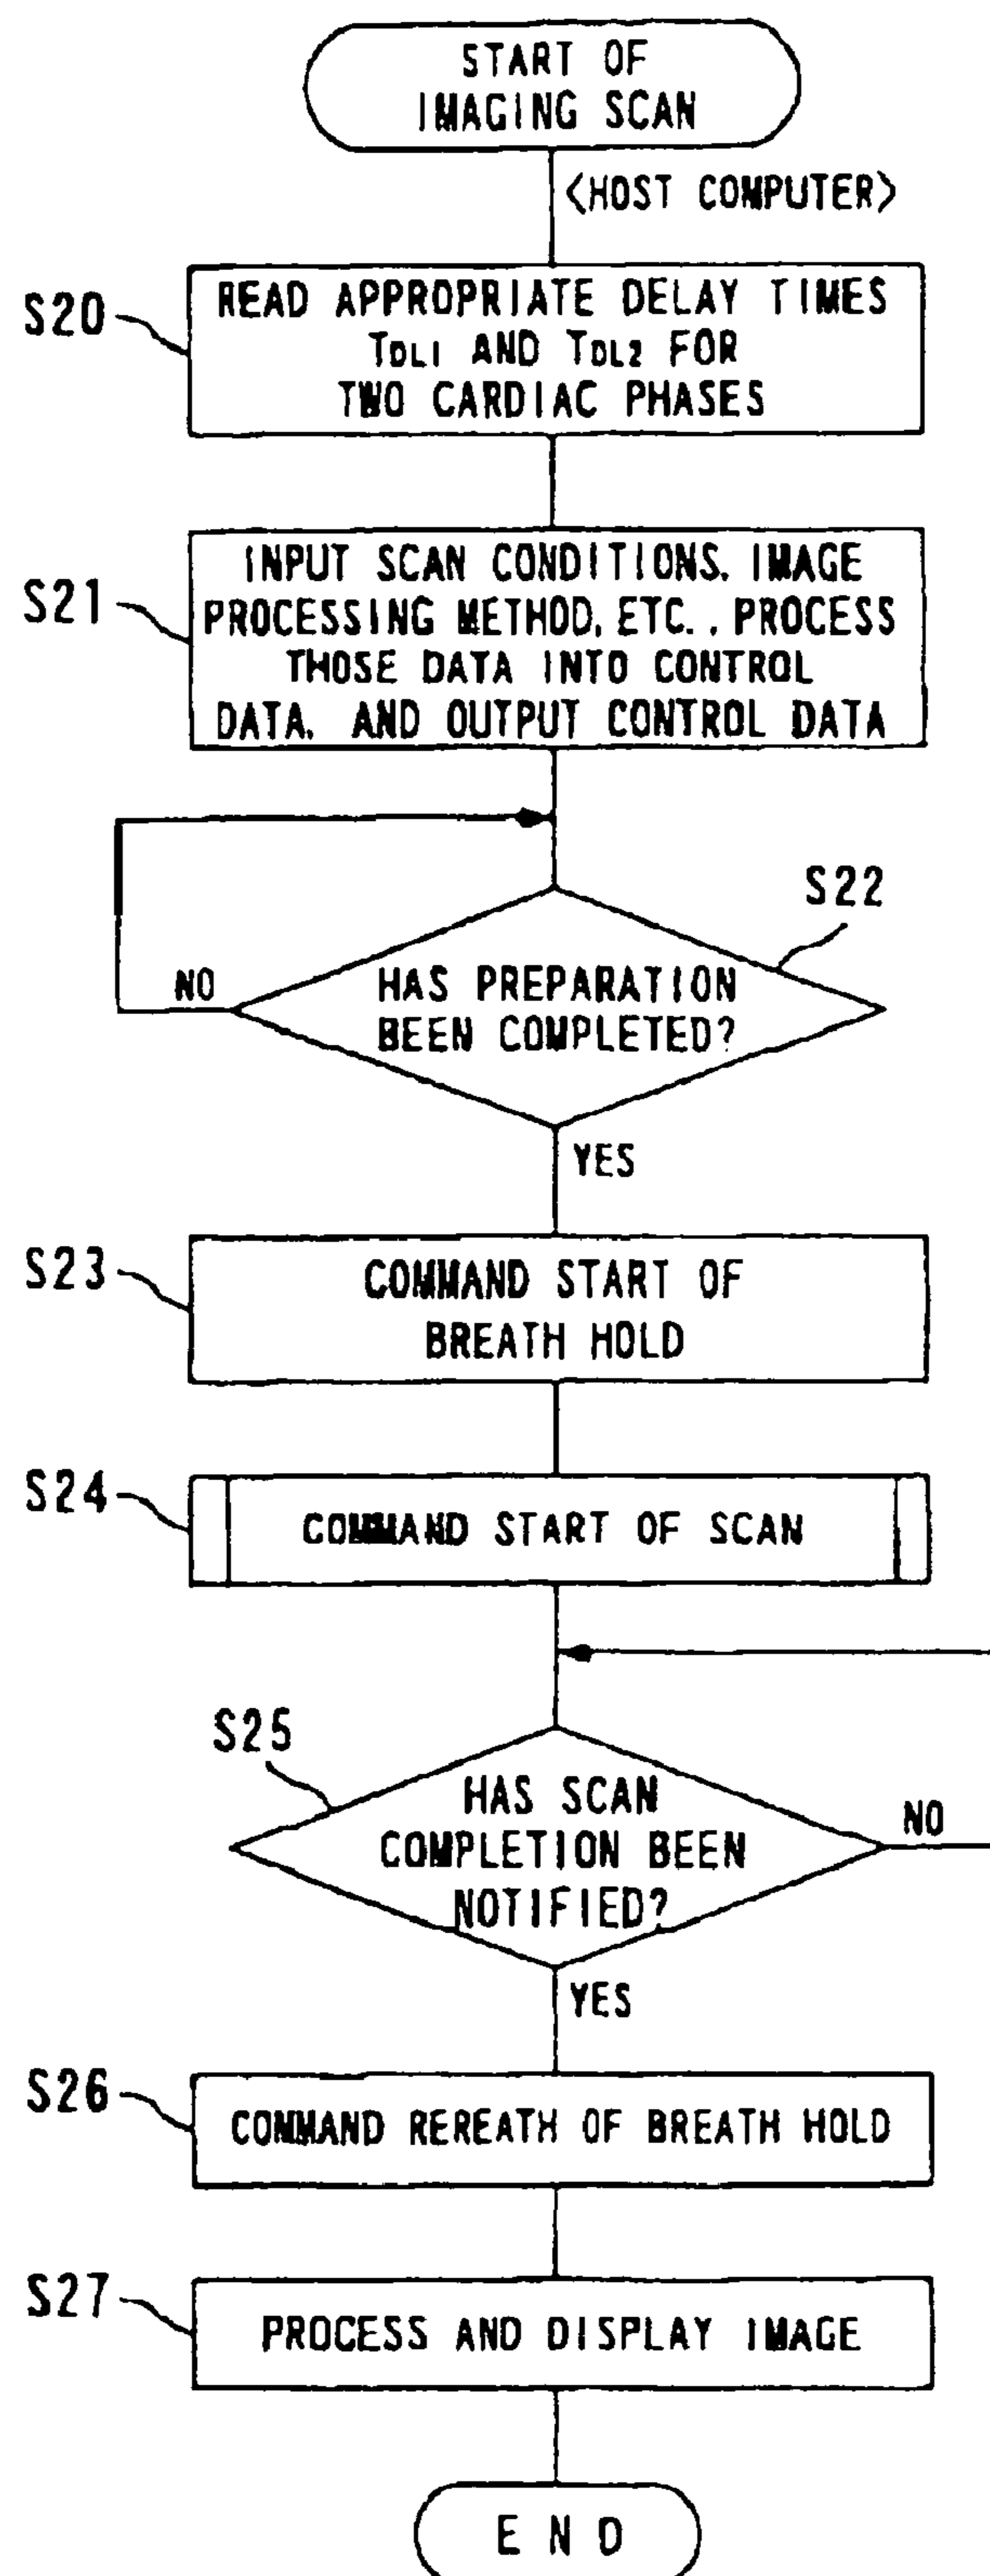 START OF
IMAGING SCAN
<HOST COMPUTER>
S20
READ APPROPRIATE DELAY TIMES
TDL1 AND TDL2 FOR
TWO CARDIAC PHASES
S21
INPUT SCAN CONDITIONS, IMAGE
PROCESSING METHOD, ETC., PROCESS
THOSE DATA INTO CONTROL
DATA, AND OUTPUT CONTROL DATA
S22
NO
HAS PREPARATION
BEEN COMPLETED?
YES
S23
COMMAND START OF
BREATH HOLD
S24
COMMAND START OF SCAN
S25
HAS SCAN
COMPLETION BEEN
NOTIFIED?
NO
YES
S26
COMMAND REREATH OF BREATH HOLD
S27
PROCESS AND DISPLAY IMAGE
END